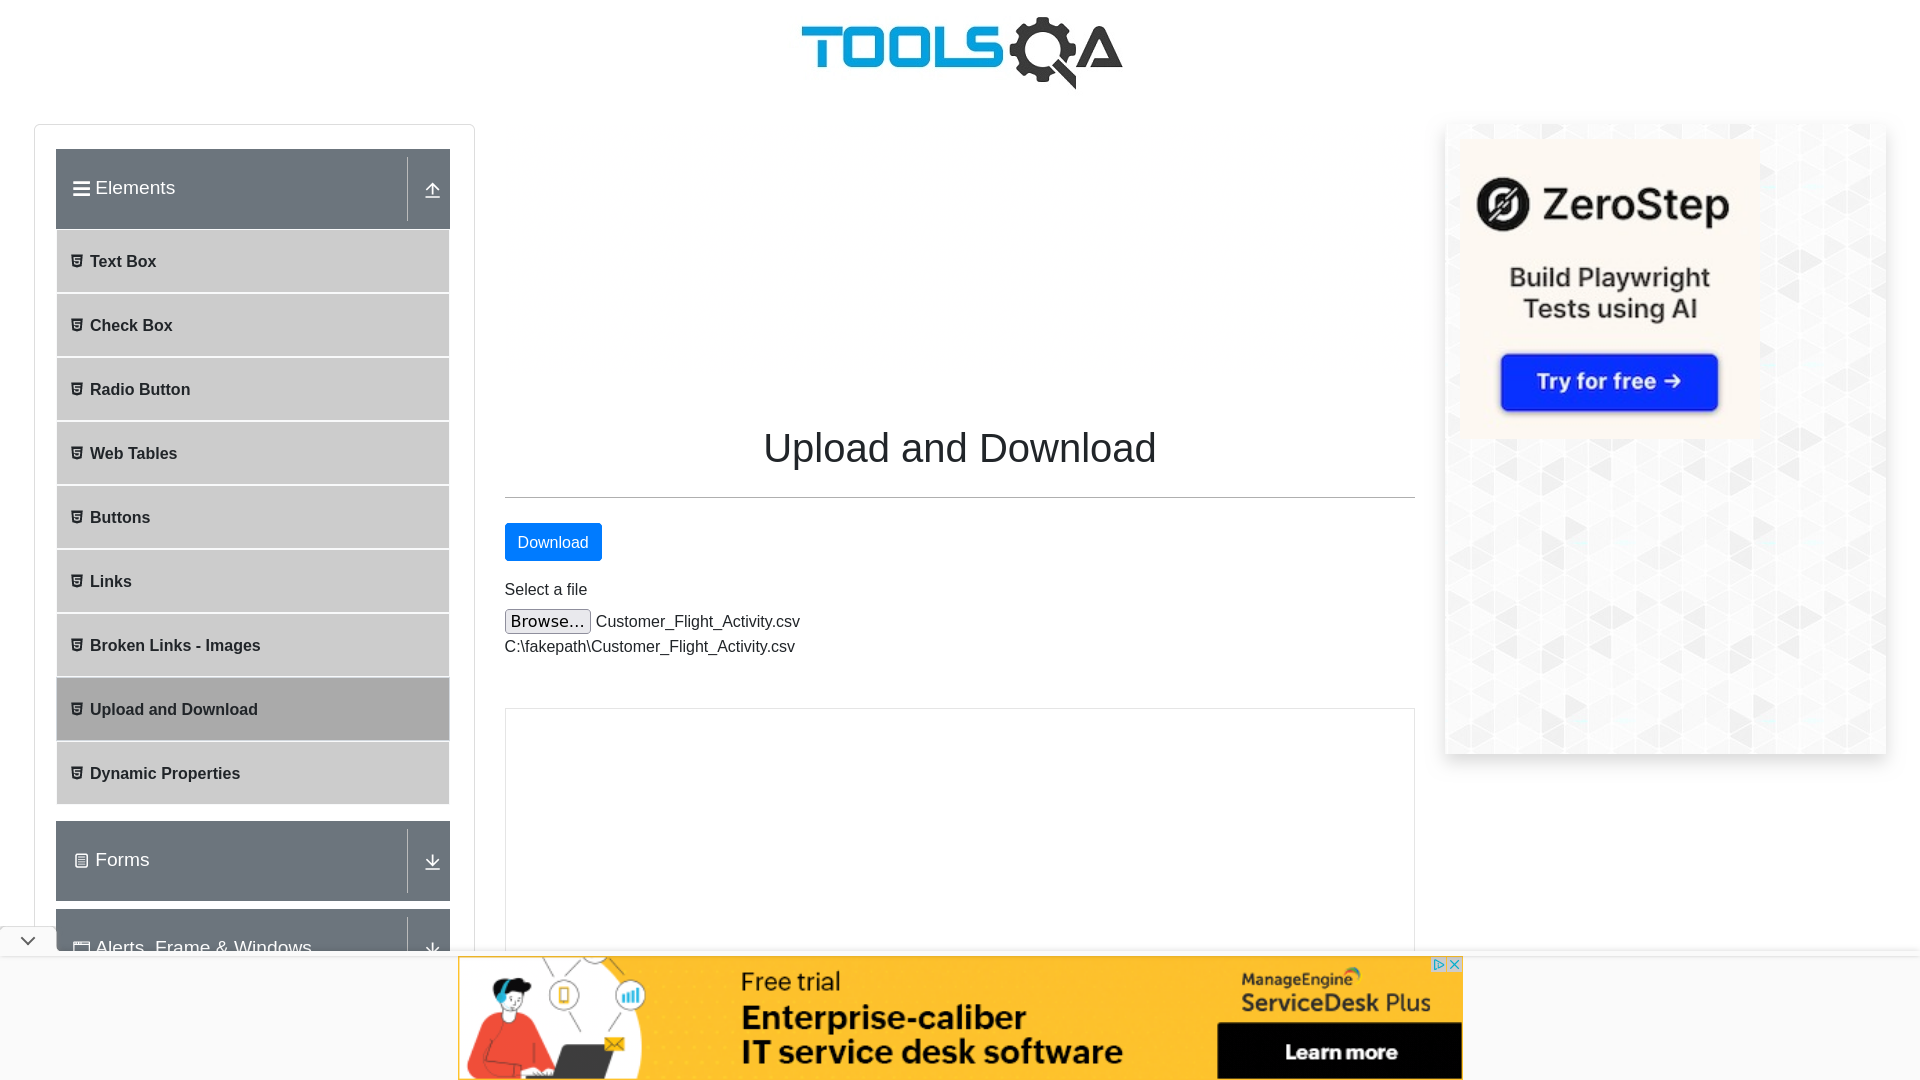 TOOLSQA
Elements
Text Box
Check Box
Radio Button
Web Tables
Buttons
Links
Broken Links - Images
Upload and Download
Dynamic Properties
Forms
Alerts, Frame & Windows
Upload and Download
Download
Select a file
Browse... Customer_Flight_Activity.csv
C:\fakepath\Customer_Flight_Activity.csv
ZeroStep
Build Playwright
Tests using AI
Try for free →
Free trial
Enterprise-caliber
IT service desk software
ManageEngine
ServiceDesk Plus
Learn more